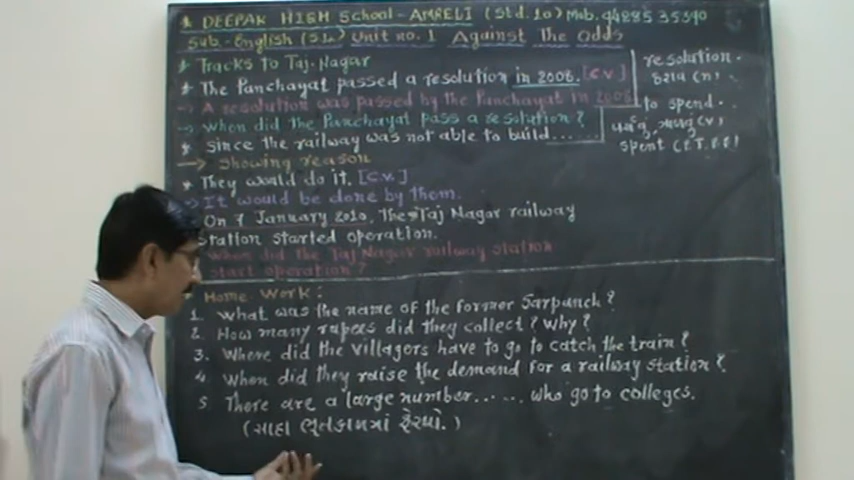 * DEEPAK HIGH School - AMRELI (Std. 10) Mob. 94285 35390
Sub.-English (S.L.) Unit no. 1 Against The Odds
* Tracks to Taj-Nagar
* The Panchayat passed a resolution in 2006. [C.V.]
→ A resolution was passed by the Panchayat in 2006
→ When did the Panchayat pass a resolution?
* Since the railway was not able to build......
→ Showing reason
* They would do it. [C.V.]
→ It would be done by them.
On 7 January 2010, The Taj Nagar railway
Station started operation.
When did the Taj Nagar railway station
start operation?
resolution -
ઠરાવ (n) .
to spend - .
(v)
spent (P.T. P.P.)
* Home Work :
1. What was the name of the former Sarpanch?
2. How many rupees did they collect? Why?
3. Where did the villagers have to go to catch the train?
4. When did they raise the demand for a railway station?
5. There are a large number...... who go to colleges.
(સાદા ભૂતકાળમાં ફેરવો.)